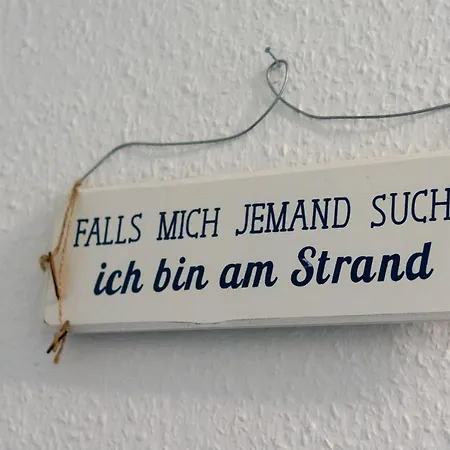 FALLS MICH JEMAND SUCH
ich bin am Strand